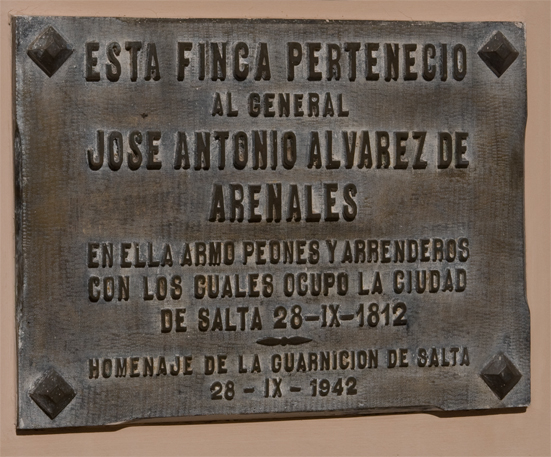 ESTA FINCA PERTENECIO
AL GENERAL
JOSE ANTONIO ALVAREZ DE
ARENALES
EN ELLA ARMO PEONES Y ARRENDEROS
CON LOS CUALES OCUPO LA CIUDAD
DE SALTA 28-IX-1812
HOMENAJE DE LA GUARNICION DE SALTA
28 - IX - 1942